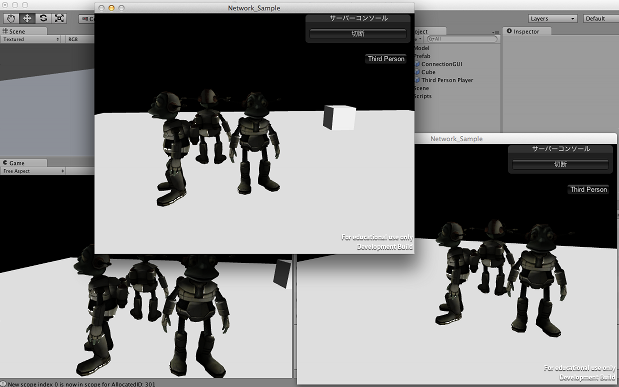 Network_Sample
サーバーコンソール
切断
Third Person
For educational use only
Development Build
Layers
Default
Scene
Textured
RGB
Inspector
Model
Prefab
ConnectionGUI
Cube
Third Person Player
Scene
Scripts
Network_Sample
サーバーコンソール
切断
Third Person
For educational use only
Development Build
Game
Free Aspect
New scope index 0 is now in scope for AllocatedID: 301